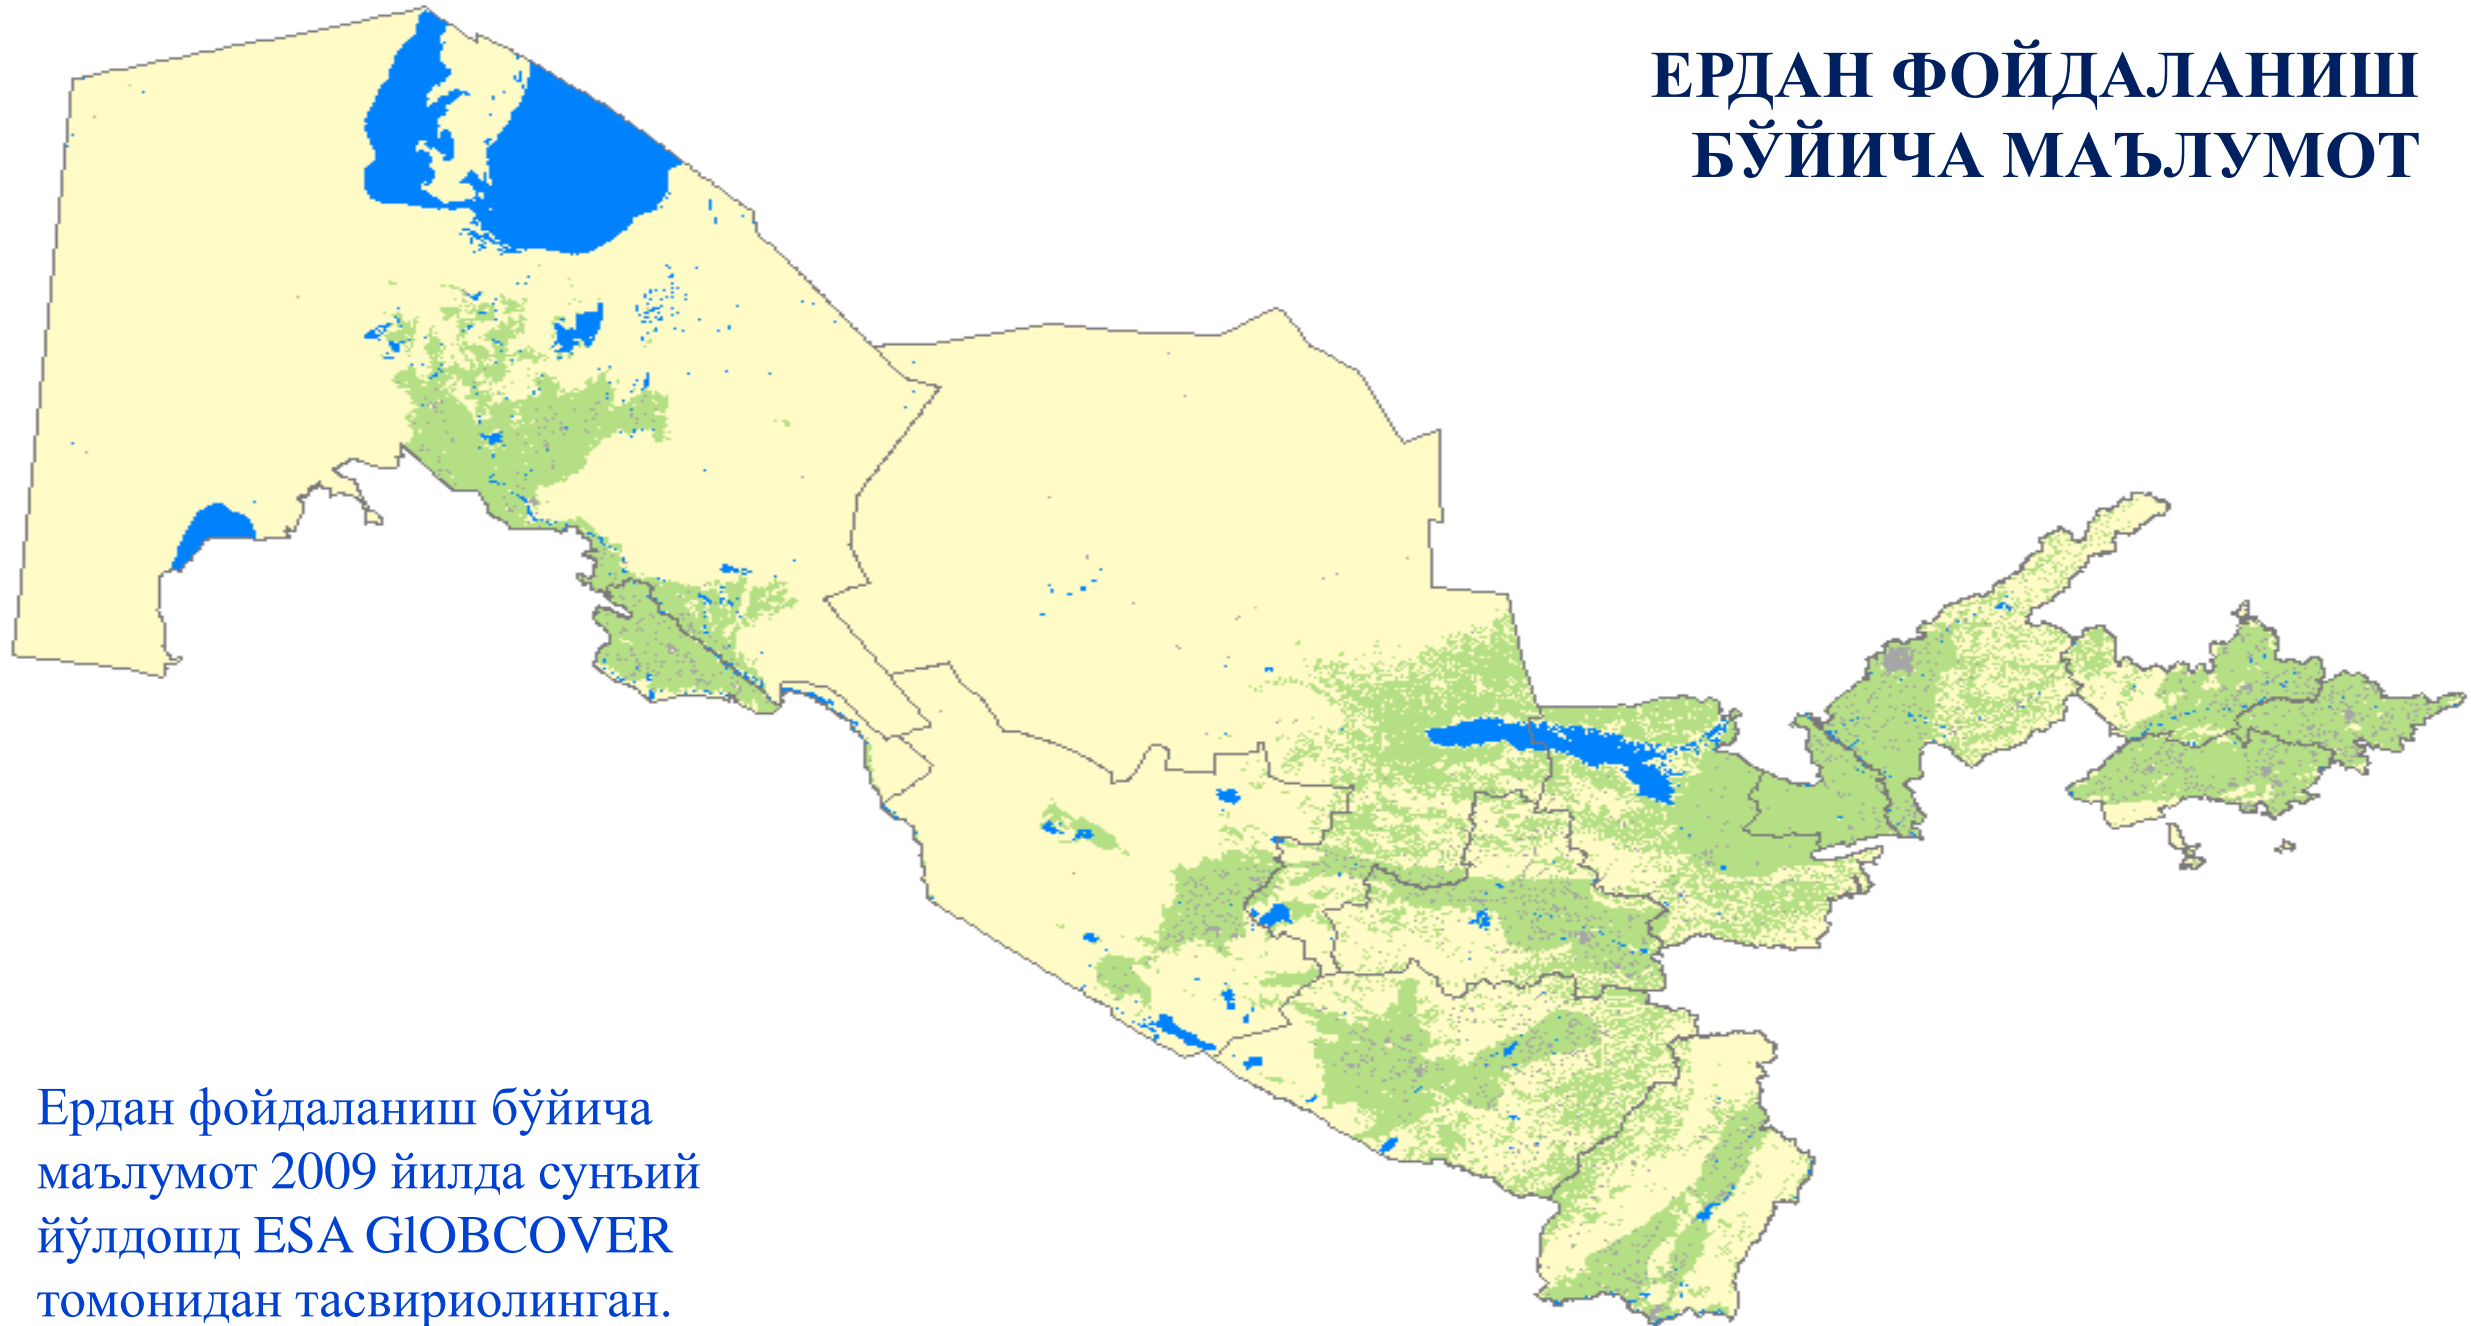 ЕРДАН ФОЙДАЛАНИШ
БЎЙИЧА МАЪЛУМОТ
Ердан фойдаланиш бўйича
маълумот 2009 йилда сунъий
йўлдошд ESA GlOBCOVER
томонидан тасвириолинган.